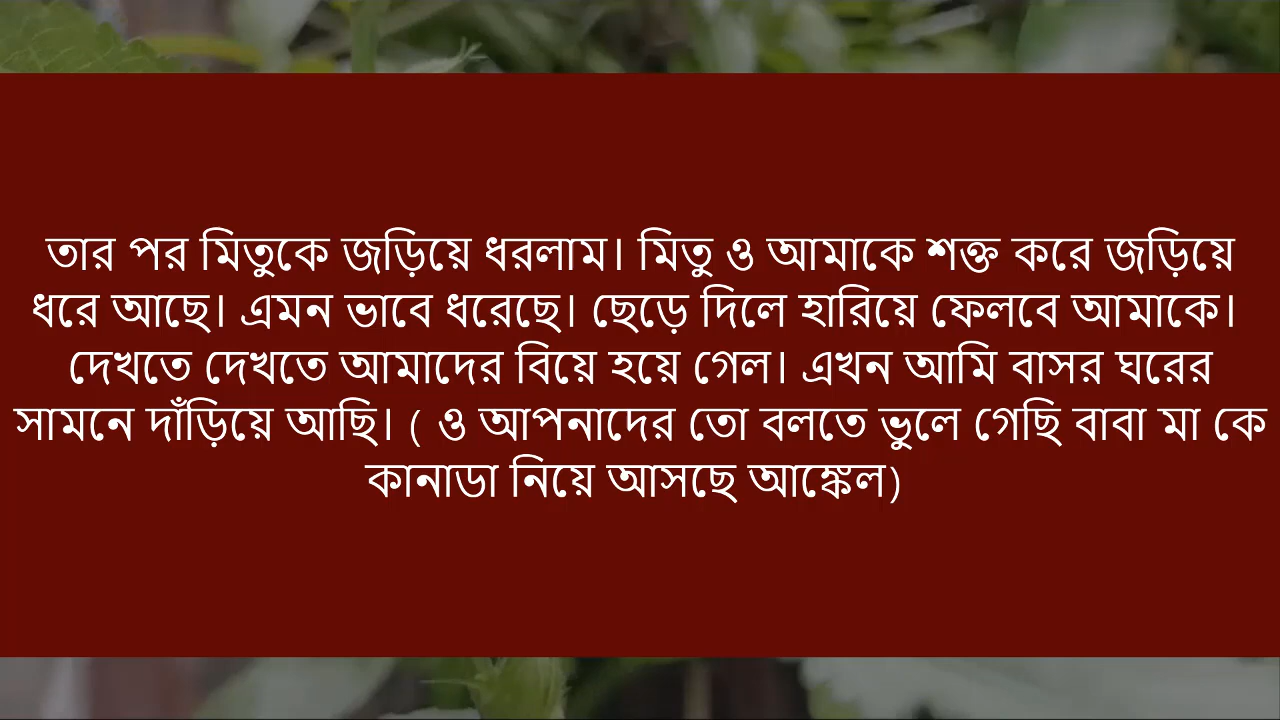 তার পর মিতুকে জড়িয়ে ধরলাম। মিতু ও আমাকে শক্ত করে জড়িয়ে
ধরে আছে। এমন ভাবে ধরেছে। ছেড়ে দিলে হারিয়ে ফেলবে আমাকে।
দেখতে দেখতে আমাদের বিয়ে হয়ে গেল। এখন আমি বাসর ঘরের
সামনে দাঁড়িয়ে আছি। ( ও আপনাদের তো বলতে ভুলে গেছি বাবা মা কে
কানাডা নিয়ে আসছে আঙ্কেল)